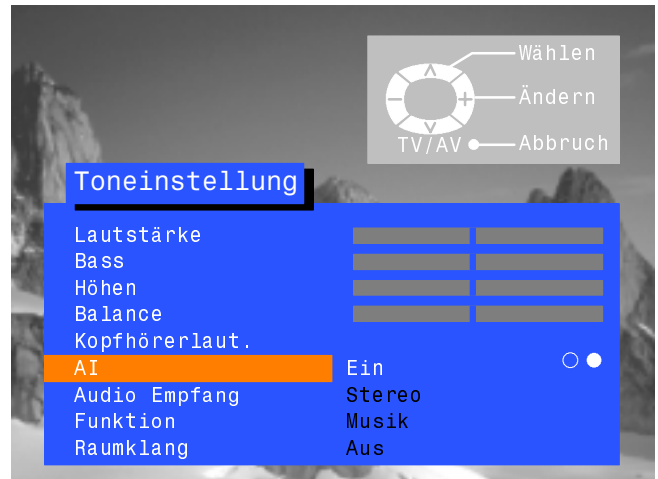 Wählen
Ändern
TV/AV Abbruch
Toneinstellung
Lautstärke
Bass
Höhen
Balance
Kopfhörerlaut.
AI Ein
Audio Empfang Stereo
Funktion Musik
Raumklang Aus